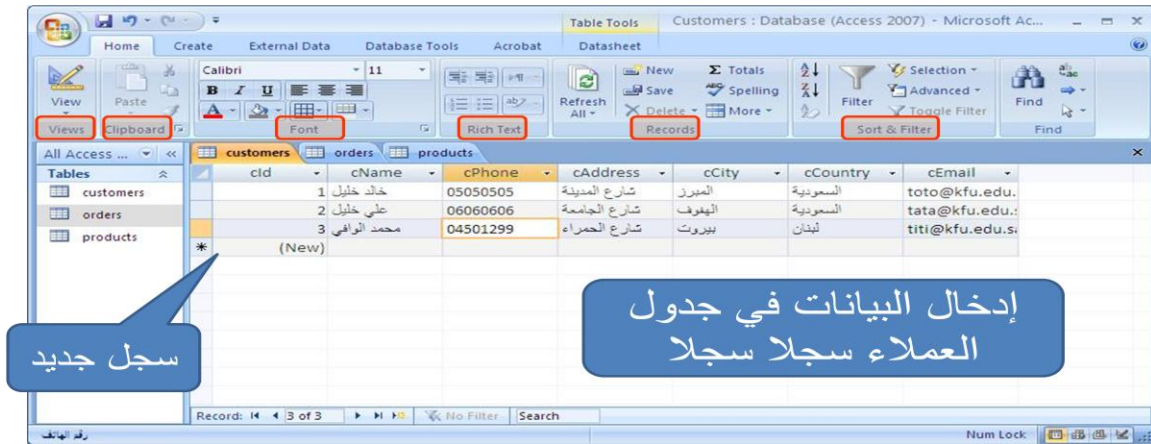 Table Tools Customers : Database (Access 2007) - Microsoft Ac...
Home Create External Data Database Tools Acrobat Datasheet
Calibri 11 New Σ Totals Selection
View Paste B I U Refresh All Save Spelling Filter Advanced Find
A Delete More Toggle Filter
Views Clipboard Font Rich Text Records Sort & Filter Find
All Access ... « customers orders products
Tables cId cName cPhone cAddress cCity cCountry cEmail
customers 1 خالد خليل 05050505 شارع المدينة المبرز السعودية toto@kfu.edu.
orders 2 علي خليل 06060606 شارع الجامعة الهفوف السعودية tata@kfu.edu.
products 3 محمد الوافي 04501299 شارع الحمراء بيروت لبنان titi@kfu.edu.sa
* (New)
إدخال البيانات في جدول
العملاء سجلا سجلا
سجل جديد
Record: 3 of 3 No Filter Search
رقم الهاتف Num Lock